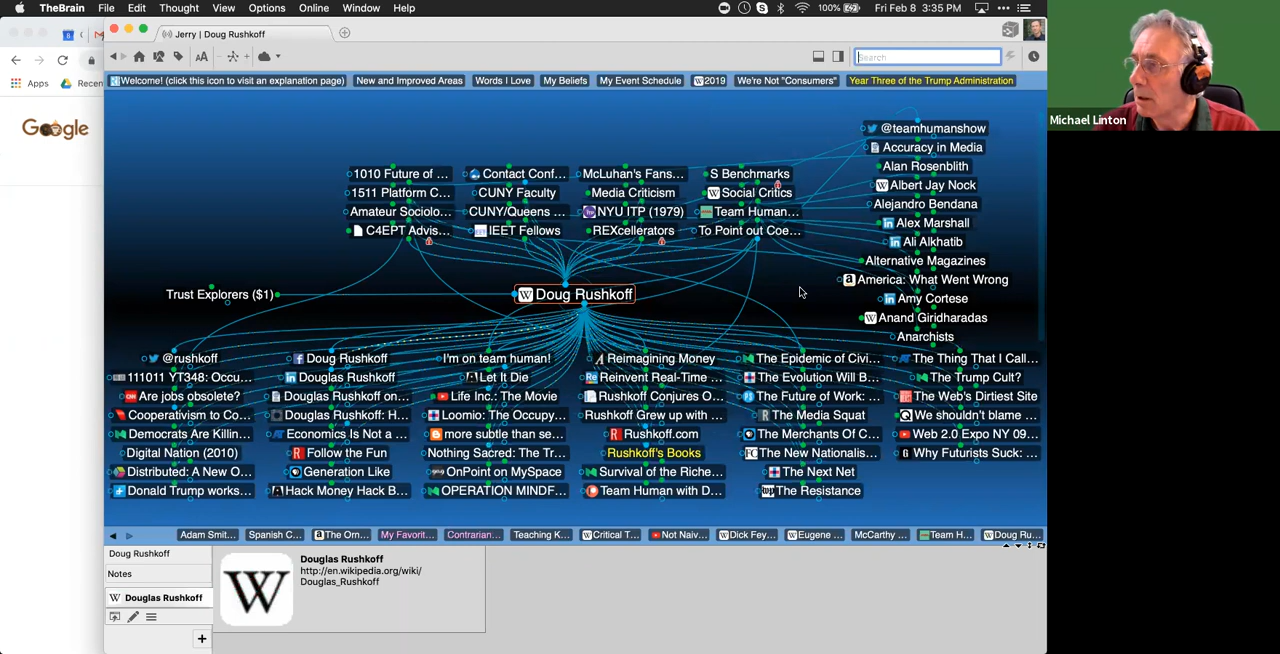 TheBrain File Edit Thought View Options Online Window Help 100% Fri Feb 8 3:35 PM
Jerry | Doug Rushkoff
Search
Apps Recen
Google
Welcome! (click this icon to visit an explanation page) New and Improved Areas Words I Love My Beliefs My Event Schedule 2019 We're Not "Consumers" Year Three of the Trump Administration
Michael Linton
@teamhumanshow
Accuracy in Media
Alan Rosenblith
Albert Jay Nock
Alejandro Bendana
Alex Marshall
Ali Alkhatib
Alternative Magazines
America: What Went Wrong
Amy Cortese
Anand Giridharadas
Anarchists
1010 Future of ... Contact Conf... McLuhan's Fans... S Benchmarks
1511 Platform C... CUNY Faculty Media Criticism Social Critics
Amateur Sociolo... CUNY/Queens ... NYU ITP (1979) Team Human...
C4EPT Advis... IEET Fellows REXcellerators To Point out Coe...
Trust Explorers ($1) Doug Rushkoff
@rushkoff Doug Rushkoff I'm on team human! Reimagining Money The Epidemic of Civi... The Thing That I Call...
111011 YT348: Occu... Douglas Rushkoff Let It Die Reinvent Real-Time ... The Evolution Will B... The Trump Cult?
Are jobs obsolete? Douglas Rushkoff on... Life Inc.: The Movie Rushkoff Conjures O... The Future of Work: ... The Web's Dirtiest Site
Cooperativism to Co... Douglas Rushkoff: H... Loomio: The Occupy... Rushkoff Grew up with ... The Media Squat We shouldn't blame ...
Democrats Are Killin... Economics Is Not a ... more subtle than se... Rushkoff.com The Merchants Of C... Web 2.0 Expo NY 09...
Digital Nation (2010) Follow the Fun Nothing Sacred: The Tr... Rushkoff's Books The New Nationalis... Why Futurists Suck: ...
Distributed: A New O... Generation Like OnPoint on MySpace Survival of the Riche... The Next Net
Donald Trump works... Hack Money Hack B... OPERATION MINDF... Team Human with D... The Resistance
Adam Smit... Spanish C... The Orn... My Favorit... Contrarian... Teaching K... Critical T... Not Naiv... Dick Fey... Eugene ... McCarthy ... Team H... Doug Ru...
Doug Rushkoff
Notes
Douglas Rushkoff
Douglas Rushkoff
http://en.wikipedia.org/wiki/
Douglas_Rushkoff